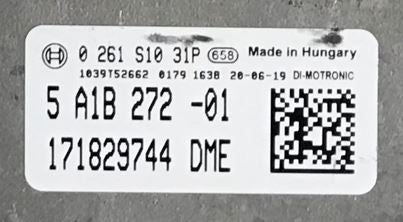 0 261 S10 31P 658 Made in Hungary
1039T52662 0179 1638 20-06-19 DI-MOTRONIC
5 A1B 272 -01
171829744 DME